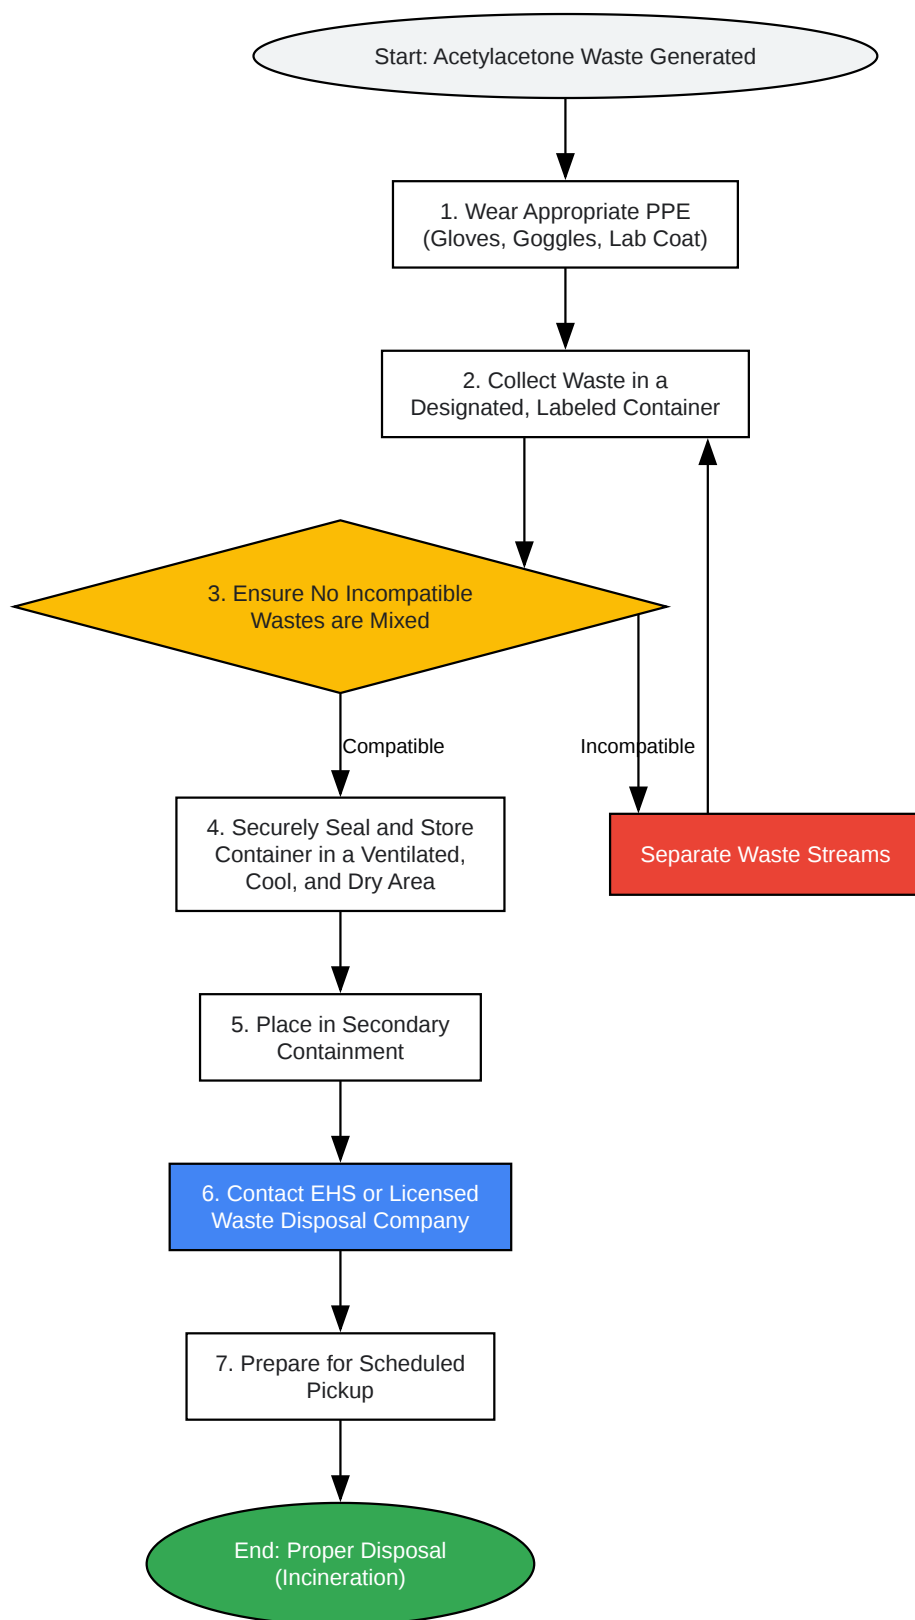 Start: Acetylacetone Waste Generated
1. Wear Appropriate PPE
(Gloves, Goggles, Lab Coat)
2. Collect Waste in a
Designated, Labeled Container
3. Ensure No Incompatible
Wastes are Mixed
Compatible
Incompatible
4. Securely Seal and Store
Container in a Ventilated,
Cool, and Dry Area
Separate Waste Streams
5. Place in Secondary
Containment
6. Contact EHS or Licensed
Waste Disposal Company
7. Prepare for Scheduled
Pickup
End: Proper Disposal
(Incineration)